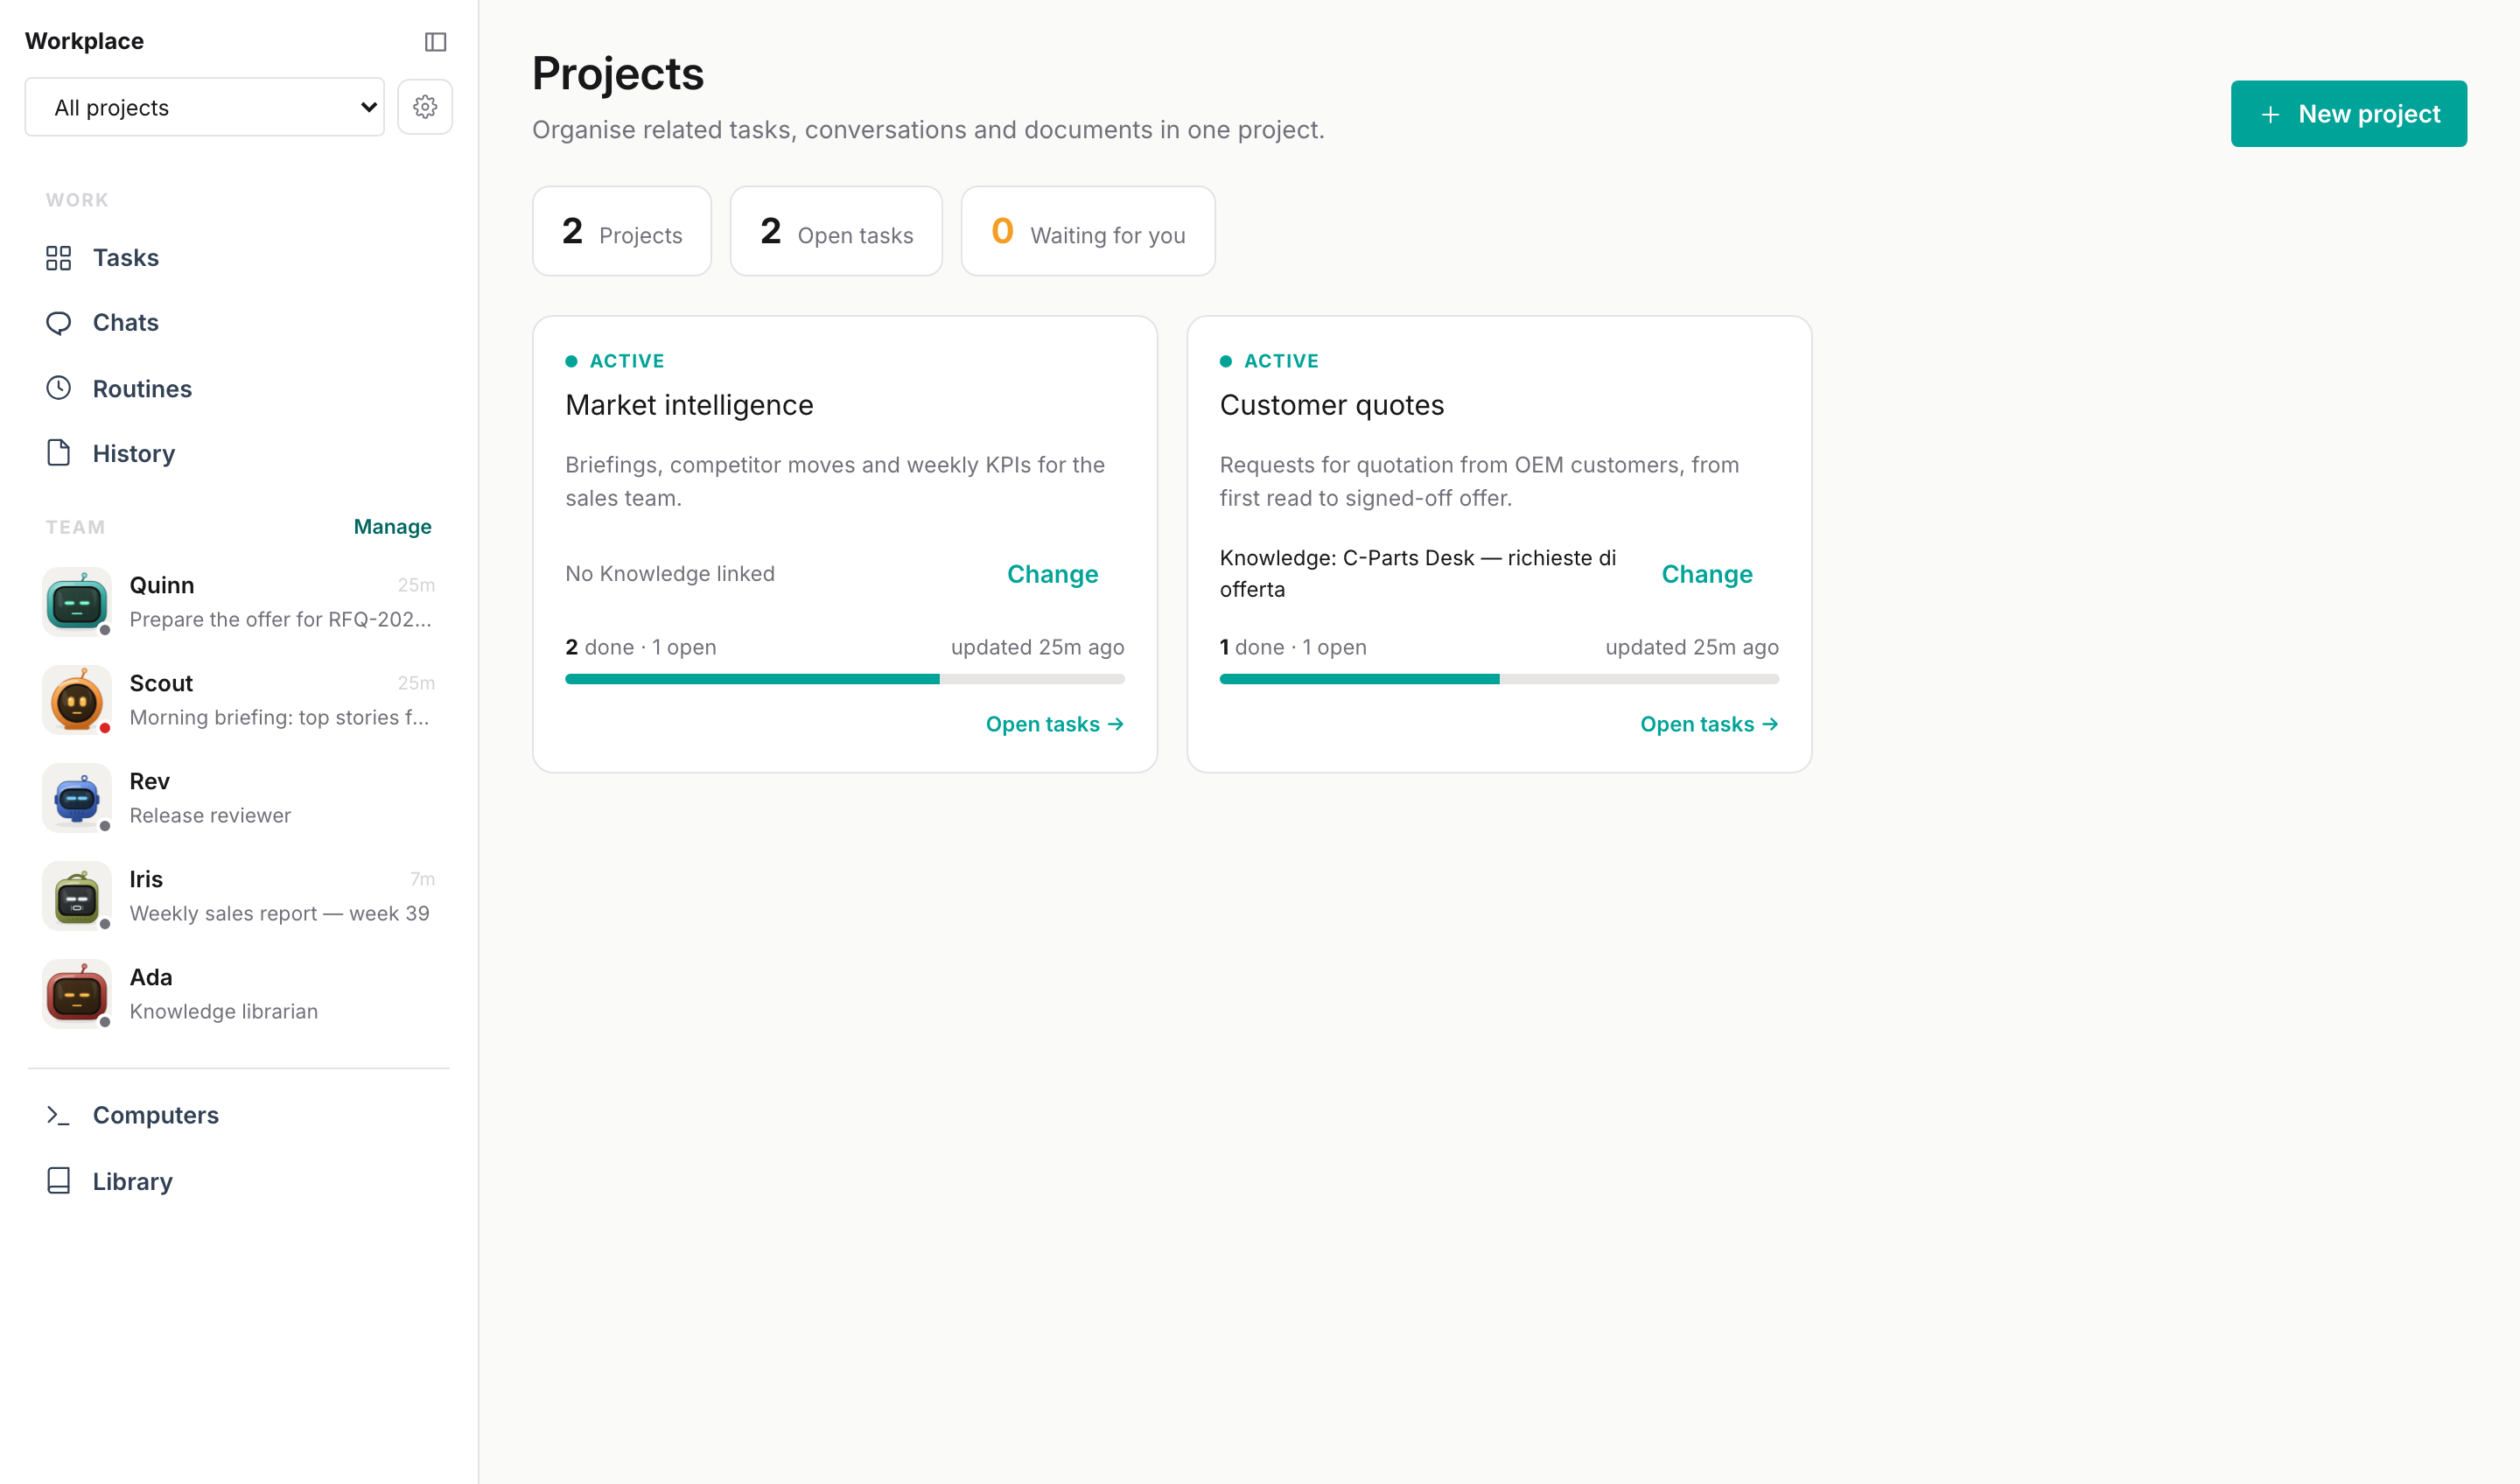 Workplace
All projects
WORK
Tasks
Chats
Routines
History
TEAM
Manage
Quinn
25m
Prepare the offer for RFQ-202...
Scout
25m
Morning briefing: top stories f...
Rev
Release reviewer
Iris
7m
Weekly sales report — week 39
Ada
Knowledge librarian
Computers
Library
Projects
Organise related tasks, conversations and documents in one project.
+ New project
2 Projects
2 Open tasks
0 Waiting for you
ACTIVE
Market intelligence
Briefings, competitor moves and weekly KPIs for the
sales team.
No Knowledge linked
Change
2 done · 1 open
updated 25m ago
Open tasks →
ACTIVE
Customer quotes
Requests for quotation from OEM customers, from
first read to signed-off offer.
Knowledge: C-Parts Desk — richieste di
offerta
Change
1 done · 1 open
updated 25m ago
Open tasks →